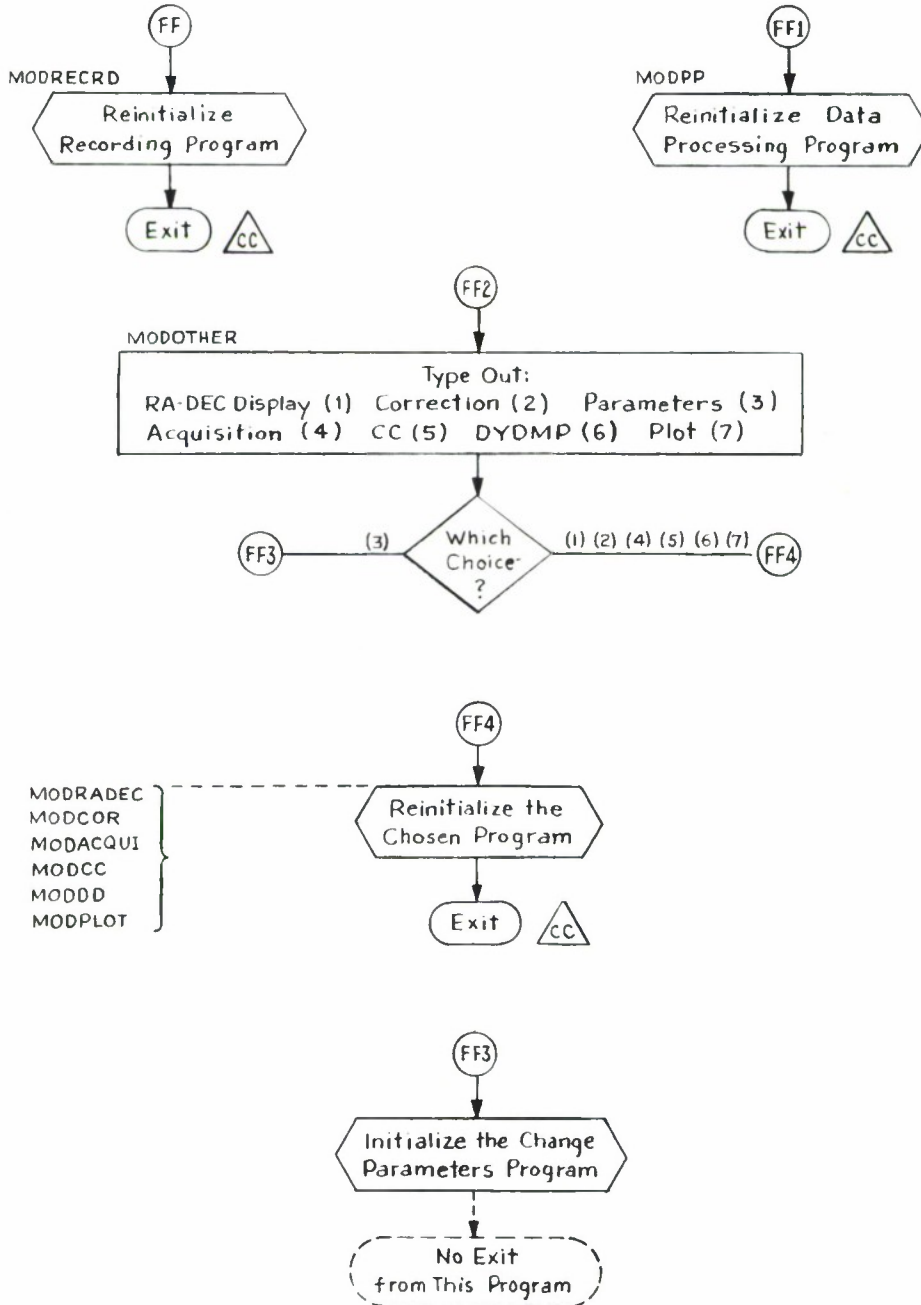 FF
FF1
MODRECRD
MODPP
Reinitialize
Recording Program
Reinitialize Data
Processing Program
Exit
CC
Exit
CC
FF2
MODOTHER
Type Out:
RA-DEC Display (1) Correction (2) Parameters (3)
Acquisition (4) CC (5) DYDMP (6) Plot (7)
FF3
(3)
Which
Choice
?
(1) (2) (4) (5) (6) (7)
FF4
FF4
MODRADEC
MODCOR
MODACQUI
MODCC
MODDD
MODPLOT
Reinitialize the
Chosen Program
Exit
CC
FF3
Initialize the Change
Parameters Program
No Exit
from This Program